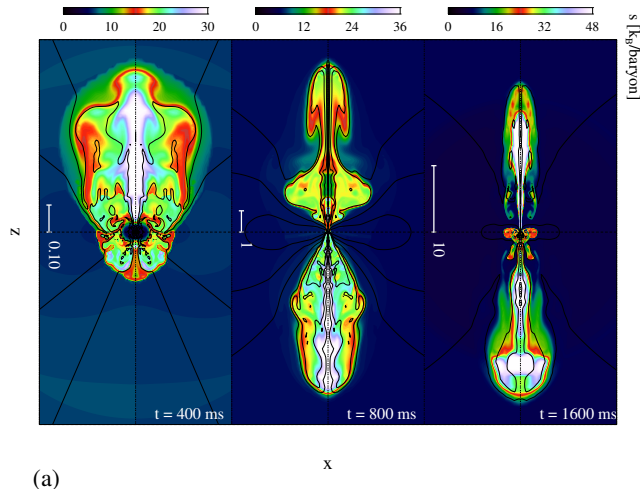 0 10 20 30
0 12 24 36
0 16 32 48
s [k_B/baryon]
z
0.10
1
10
t = 400 ms
t = 800 ms
t = 1600 ms
x
(a)